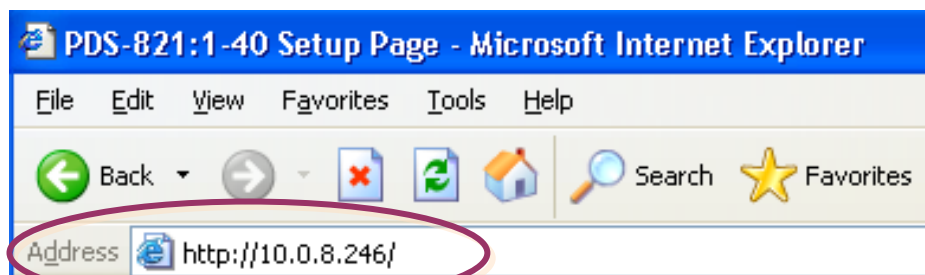 PDS-821:1-40 Setup Page - Microsoft Internet Explorer
File Edit View Favorites Tools Help
Back Search Favorites
Address http://10.0.8.246/